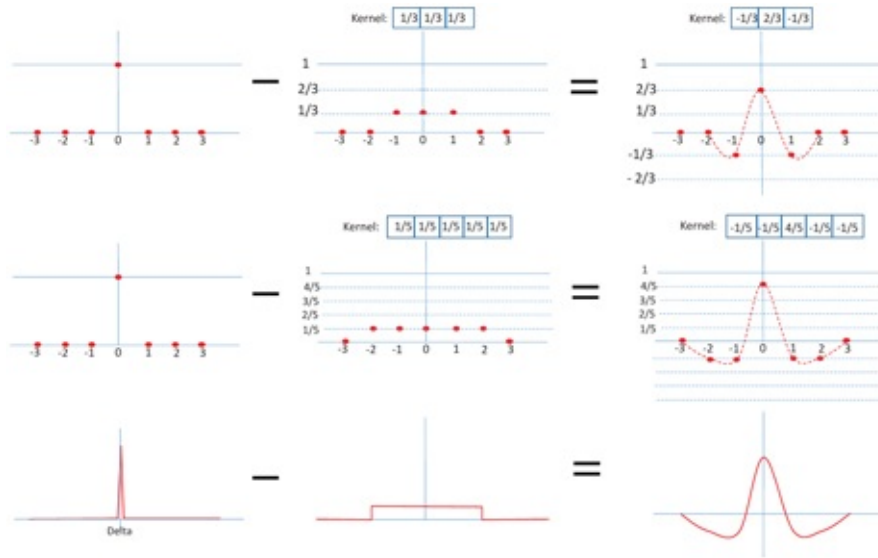 Kernel: 1/3 1/3 1/3
Kernel: -1/3 2/3 -1/3
1
2/3
1/3
1
2/3
1/3
-3 -2 -1 0 1 2 3
-3 -2 -1 0 1 2 3
-3 -2 -1 0 1 2 3
-1/3
- 2/3
Kernel: 1/5 1/5 1/5 1/5 1/5
Kernel: -1/5 -1/5 4/5 -1/5 -1/5
1
4/5
3/5
2/5
1/5
1
4/5
3/5
2/5
1/5
-3 -2 -1 0 1 2 3
-3 -2 -1 0 1 2 3
-3 -2 -1 0 1 2 3
Delta